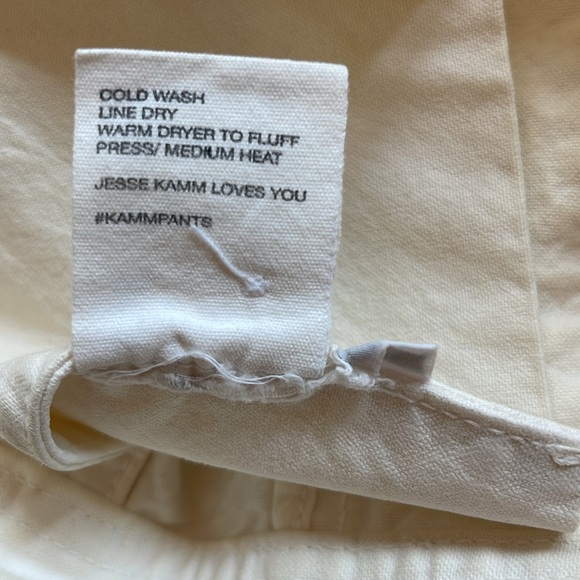 COLD WASH
LINE DRY
WARM DRYER TO FLUFF
PRESS/ MEDIUM HEAT
JESSE KAMM LOVES YOU
#KAMMPANTS